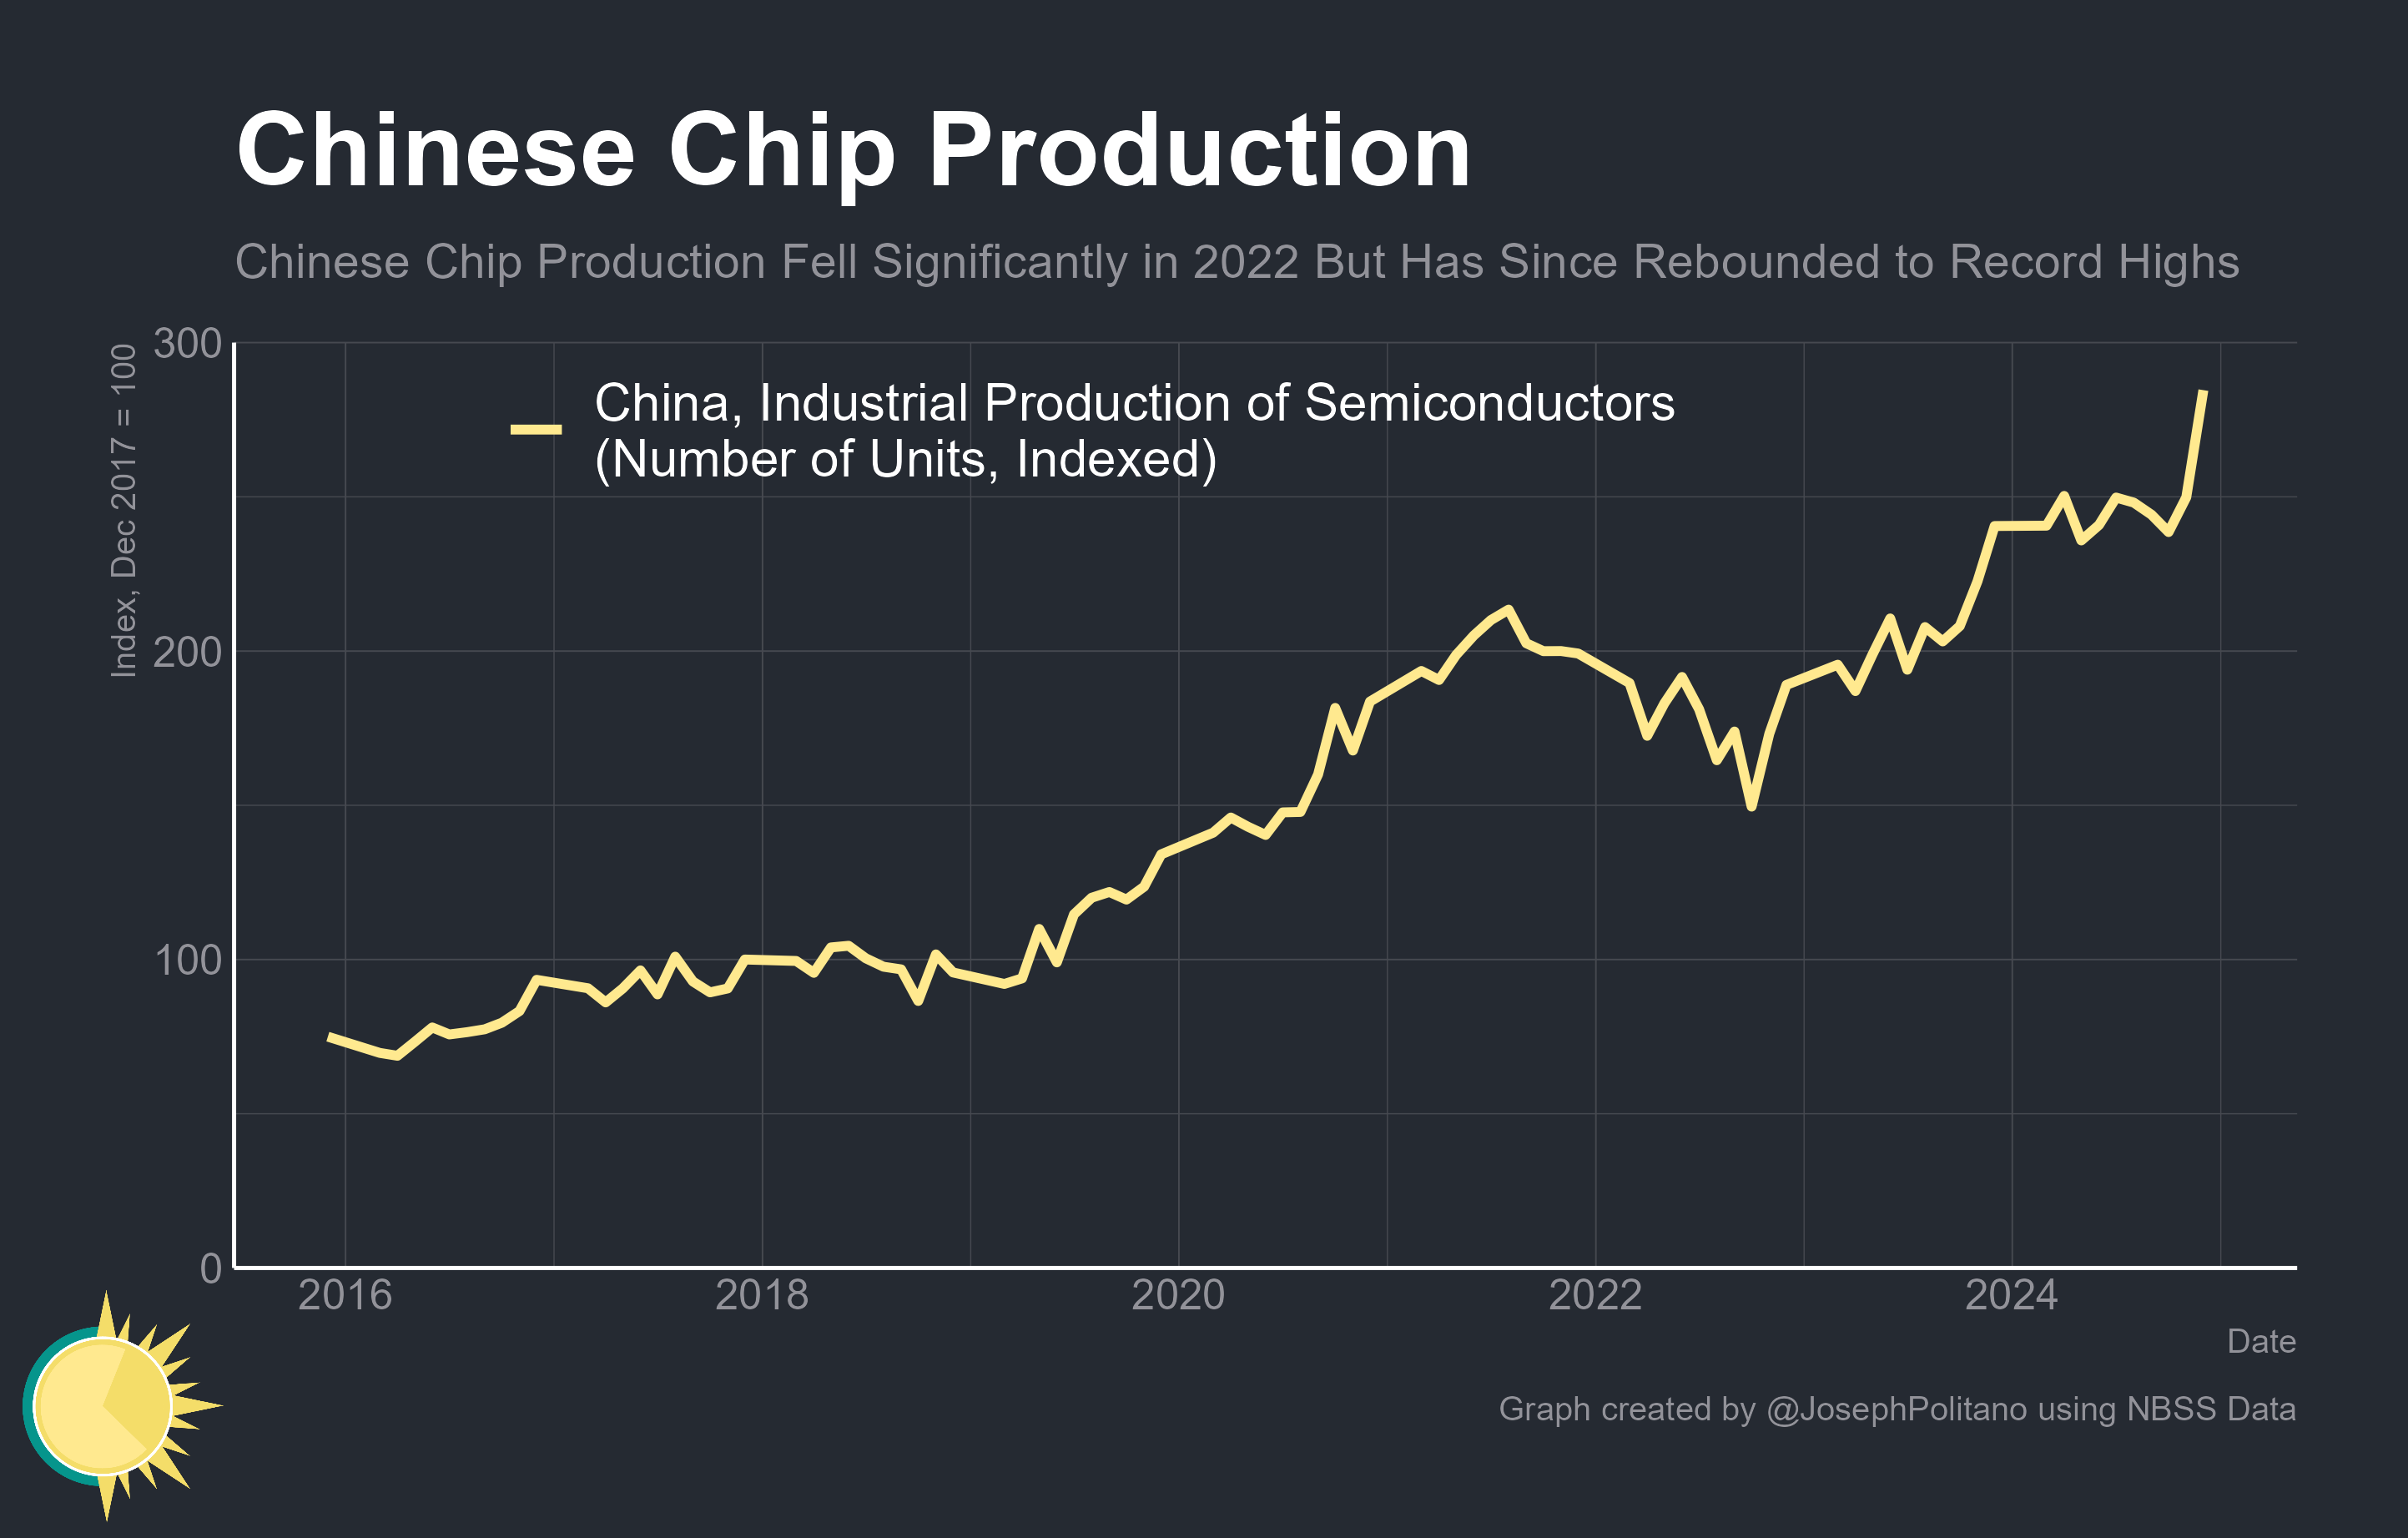 Chinese Chip Production
Chinese Chip Production Fell Significantly in 2022 But Has Since Rebounded to Record Highs
Index, Dec 2017 = 100
300
200
100
0
China, Industrial Production of Semiconductors
(Number of Units, Indexed)
2016 2018 2020 2022 2024
Date
Graph created by @JosephPolitano using NBSS Data